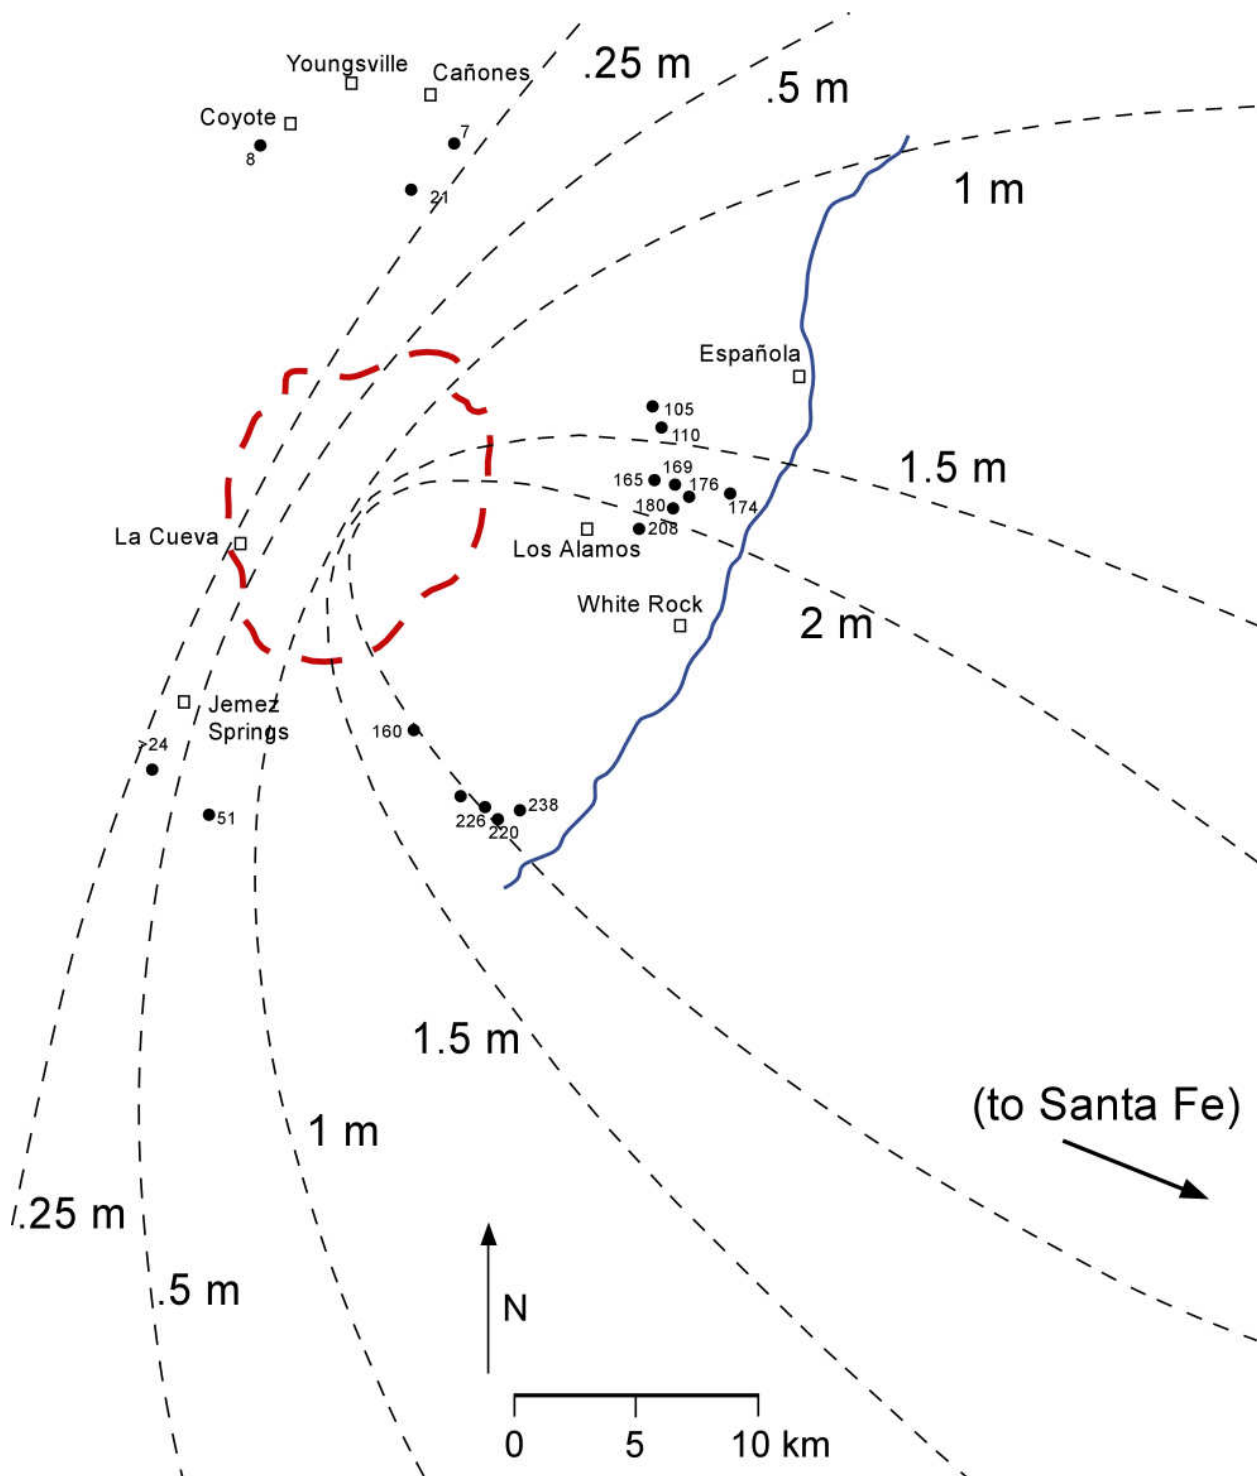 Youngsville
Cañones
.25 m
.5 m
Coyote
7
8
21
1 m
Española
105
110
1.5 m
165
169
176
180
174
208
La Cueva
Los Alamos
White Rock
2 m
Jemez
Springs
>24
160
51
226
238
220
1.5 m
(to Santa Fe)
1 m
.25 m
.5 m
N
0
5
10 km